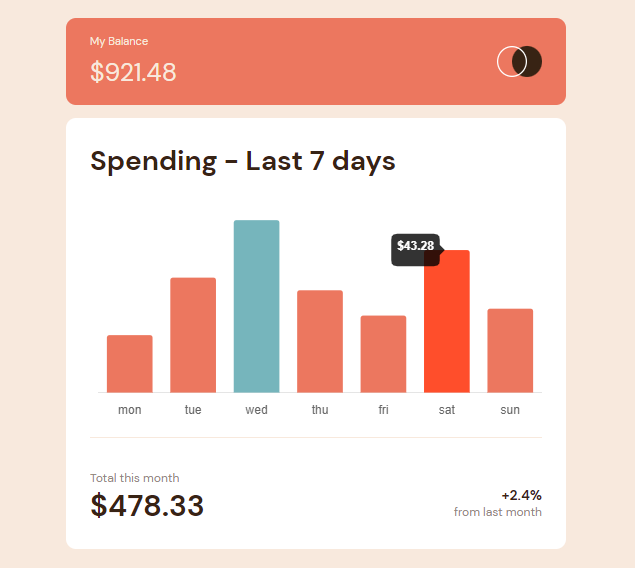 My Balance
$921.48
Spending - Last 7 days
$43.28
mon tue wed thu fri sat sun
Total this month
$478.33
+2.4%
from last month